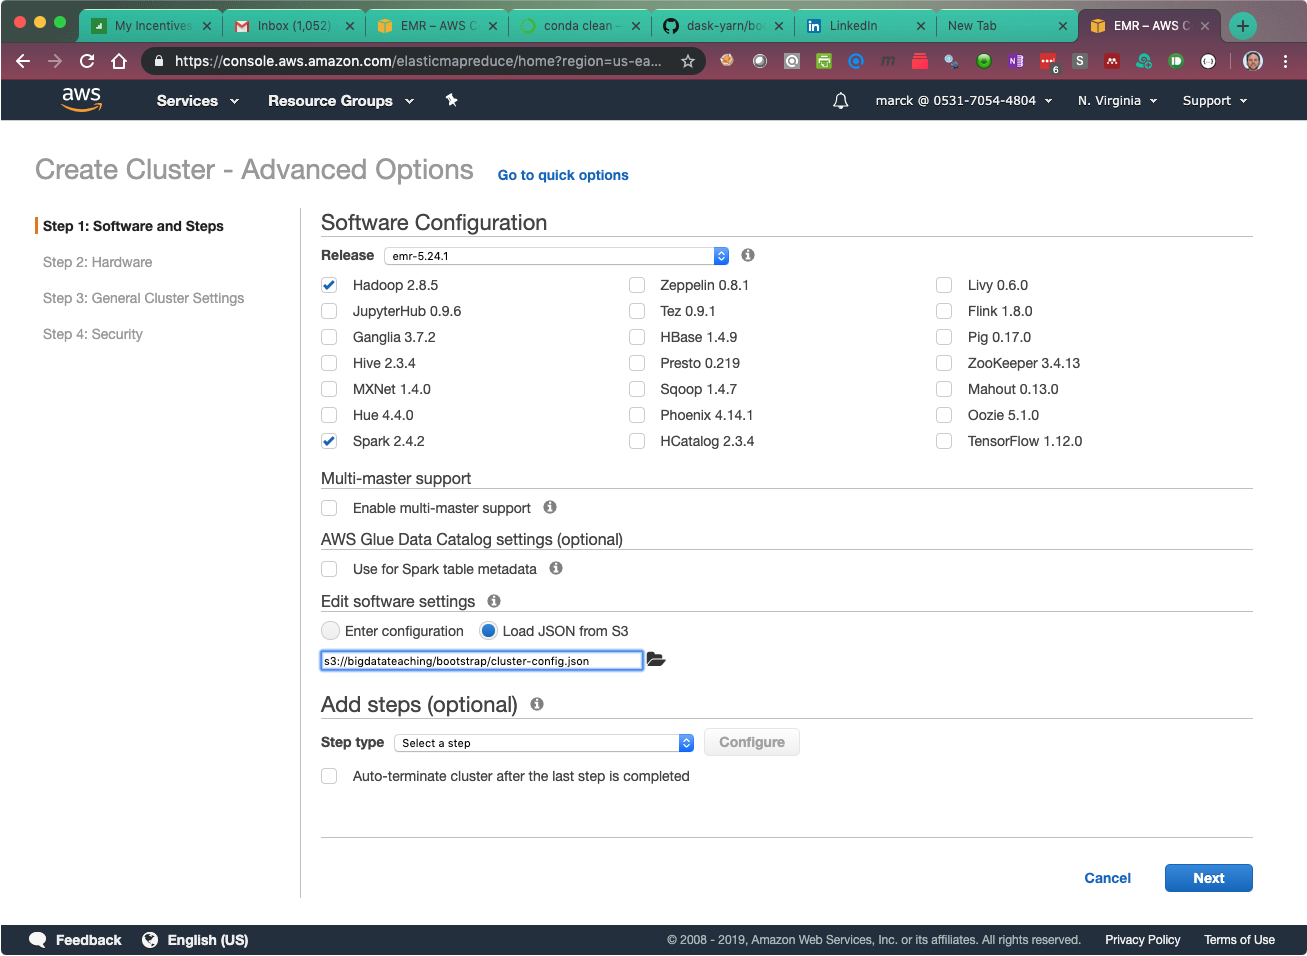 My Incentives
Inbox (1,052)
EMR – AWS C
conda clean –
dask-yarn/boo
LinkedIn
New Tab
EMR – AWS C
https://console.aws.amazon.com/elasticmapreduce/home?region=us-ea...
aws
Services
Resource Groups
marck @ 0531-7054-4804
N. Virginia
Support
Create Cluster - Advanced Options
Go to quick options
Step 1: Software and Steps
Step 2: Hardware
Step 3: General Cluster Settings
Step 4: Security
Software Configuration
Release emr-5.24.1
Hadoop 2.8.5
Zeppelin 0.8.1
Livy 0.6.0
JupyterHub 0.9.6
Tez 0.9.1
Flink 1.8.0
Ganglia 3.7.2
HBase 1.4.9
Pig 0.17.0
Hive 2.3.4
Presto 0.219
ZooKeeper 3.4.13
MXNet 1.4.0
Sqoop 1.4.7
Mahout 0.13.0
Hue 4.4.0
Phoenix 4.14.1
Oozie 5.1.0
Spark 2.4.2
HCatalog 2.3.4
TensorFlow 1.12.0
Multi-master support
Enable multi-master support
AWS Glue Data Catalog settings (optional)
Use for Spark table metadata
Edit software settings
Enter configuration
Load JSON from S3
s3://bigdatateaching/bootstrap/cluster-config.json
Add steps (optional)
Step type Select a step
Configure
Auto-terminate cluster after the last step is completed
Cancel
Next
Feedback
English (US)
© 2008 - 2019, Amazon Web Services, Inc. or its affiliates. All rights reserved.
Privacy Policy
Terms of Use